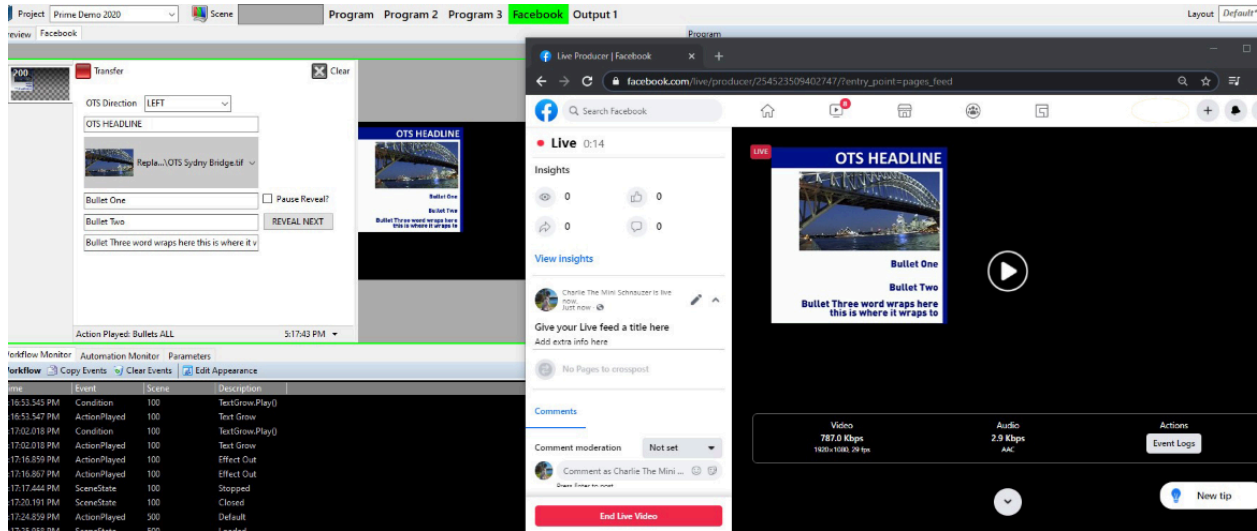 Project Prime Demo 2020 Scene Program Program 2 Program 3 Facebook Output 1 Layout Default*
review Facebook Program
200
Transfer Clear
OTS Direction LEFT
OTS HEADLINE
Repla...\OTS Sydny Bridge.tif
Bullet One Pause Reveal?
Bullet Two REVEAL NEXT
Bullet Three word wraps here this is where it v
Action Played: Bullets ALL 5:17:43 PM
OTS HEADLINE
Bullet One
Bullet Two
Bullet Three word wraps here
this is where it wraps to
Workflow Monitor Automation Monitor Parameters
Workflow Copy Events Clear Events Edit Appearance
Time Event Scene Description
:16:53.545 PM Condition 100 TextGrow.Play()
:16:53.547 PM ActionPlayed 100 Text Grow
:17:02.018 PM Condition 100 TextGrow.Play()
:17:02.018 PM ActionPlayed 100 Text Grow
:17:16.859 PM ActionPlayed 100 Effect Out
:17:16.867 PM ActionPlayed 100 Effect Out
:17:17.444 PM SceneState 100 Stopped
:17:20.191 PM SceneState 100 Closed
:17:24.859 PM ActionPlayed 500 Default
SceneState 500 Loaded
Live Producer | Facebook
facebook.com/live/producer/254523509402747/?entry_point=pages_feed
Search Facebook
Live 0:14
Insights
0 0
0 0
View insights
Charlie The Mini Schnauzer is live
now.
Just now
Give your Live feed a title here
Add extra info here
No Pages to crosspost
Comments
Comment moderation Not set
Comment as Charlie The Mini ...
Press Enter to post
End Live Video
LIVE
OTS HEADLINE
Bullet One
Bullet Two
Bullet Three word wraps here
this is where it wraps to
Video Audio Actions
787.0 Kbps 2.9 Kbps Event Logs
1920×1080, 29 fps AAC
New tip